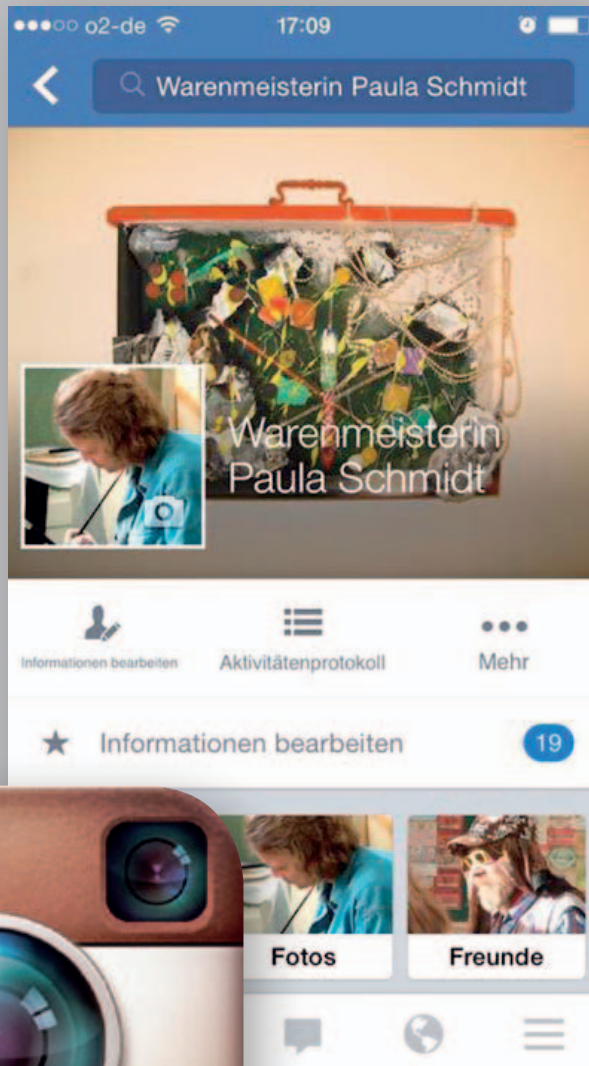 o2-de 17:09
Warenmeisterin Paula Schmidt
Warenmeisterin
Paula Schmidt
Informationen bearbeiten Aktivitätenprotokoll Mehr
Informationen bearbeiten 19
Fotos Freunde